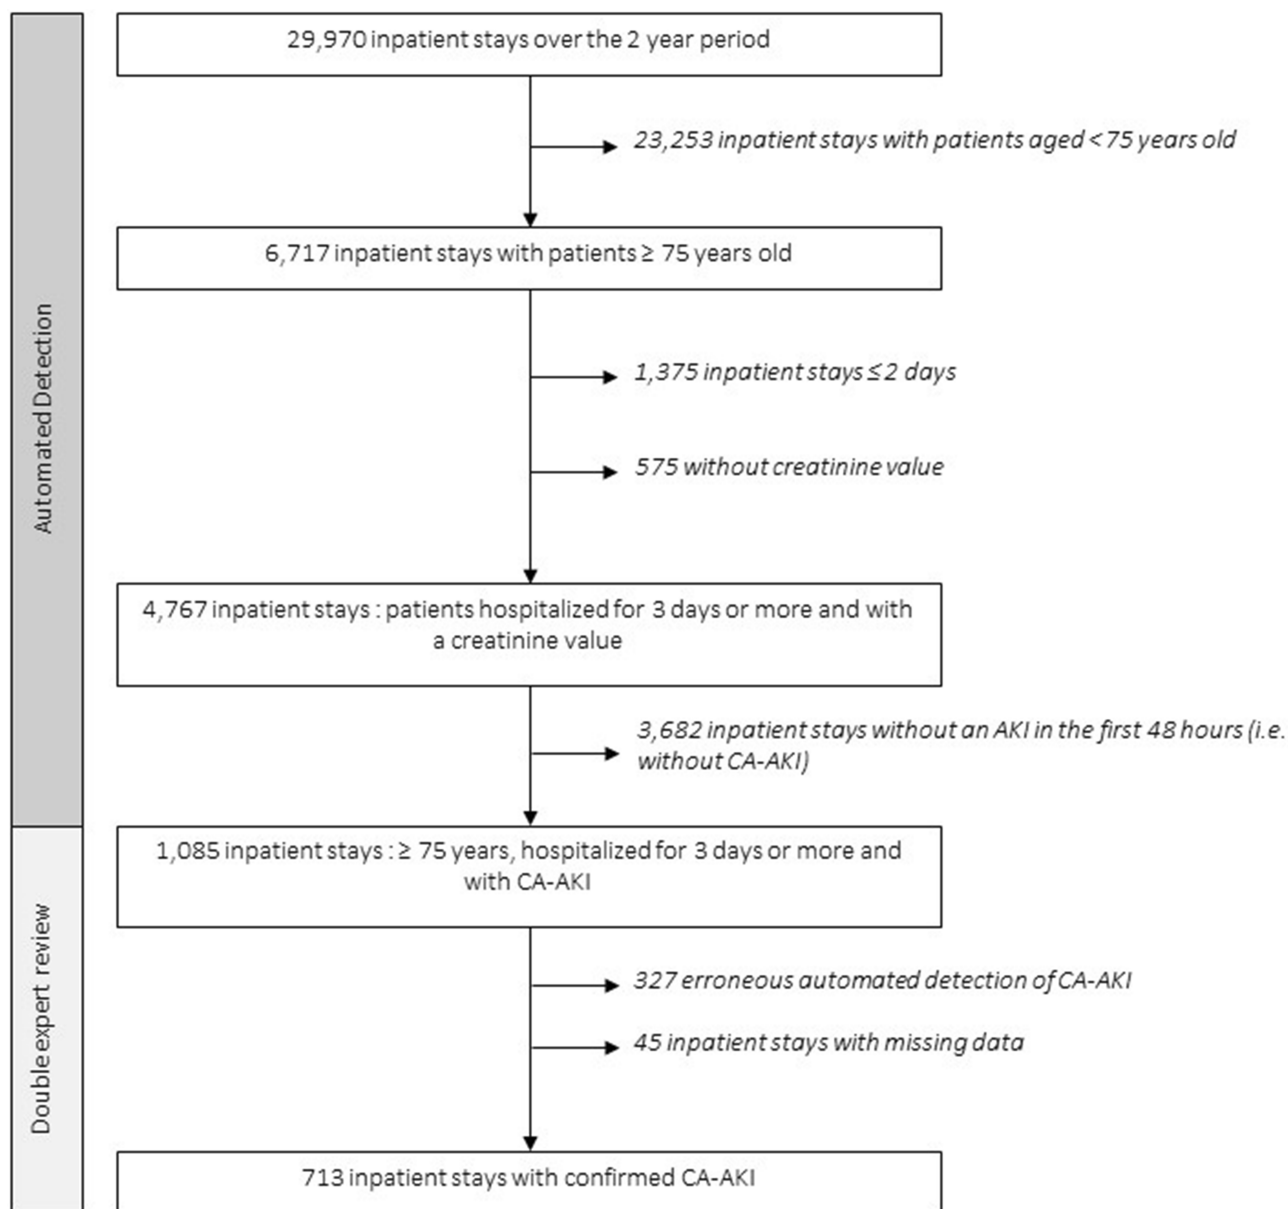 29,970 inpatient stays over the 2 year period
23,253 inpatient stays with patients aged < 75 years old
6,717 inpatient stays with patients ≥ 75 years old
Automated Detection
1,375 inpatient stays ≤ 2 days
575 without creatinine value
4,767 inpatient stays : patients hospitalized for 3 days or more and with
a creatinine value
3,682 inpatient stays without an AKI in the first 48 hours (i.e.
without CA-AKI)
1,085 inpatient stays : ≥ 75 years, hospitalized for 3 days or more and
with CA-AKI
Double expert review
327 erroneous automated detection of CA-AKI
45 inpatient stays with missing data
713 inpatient stays with confirmed CA-AKI